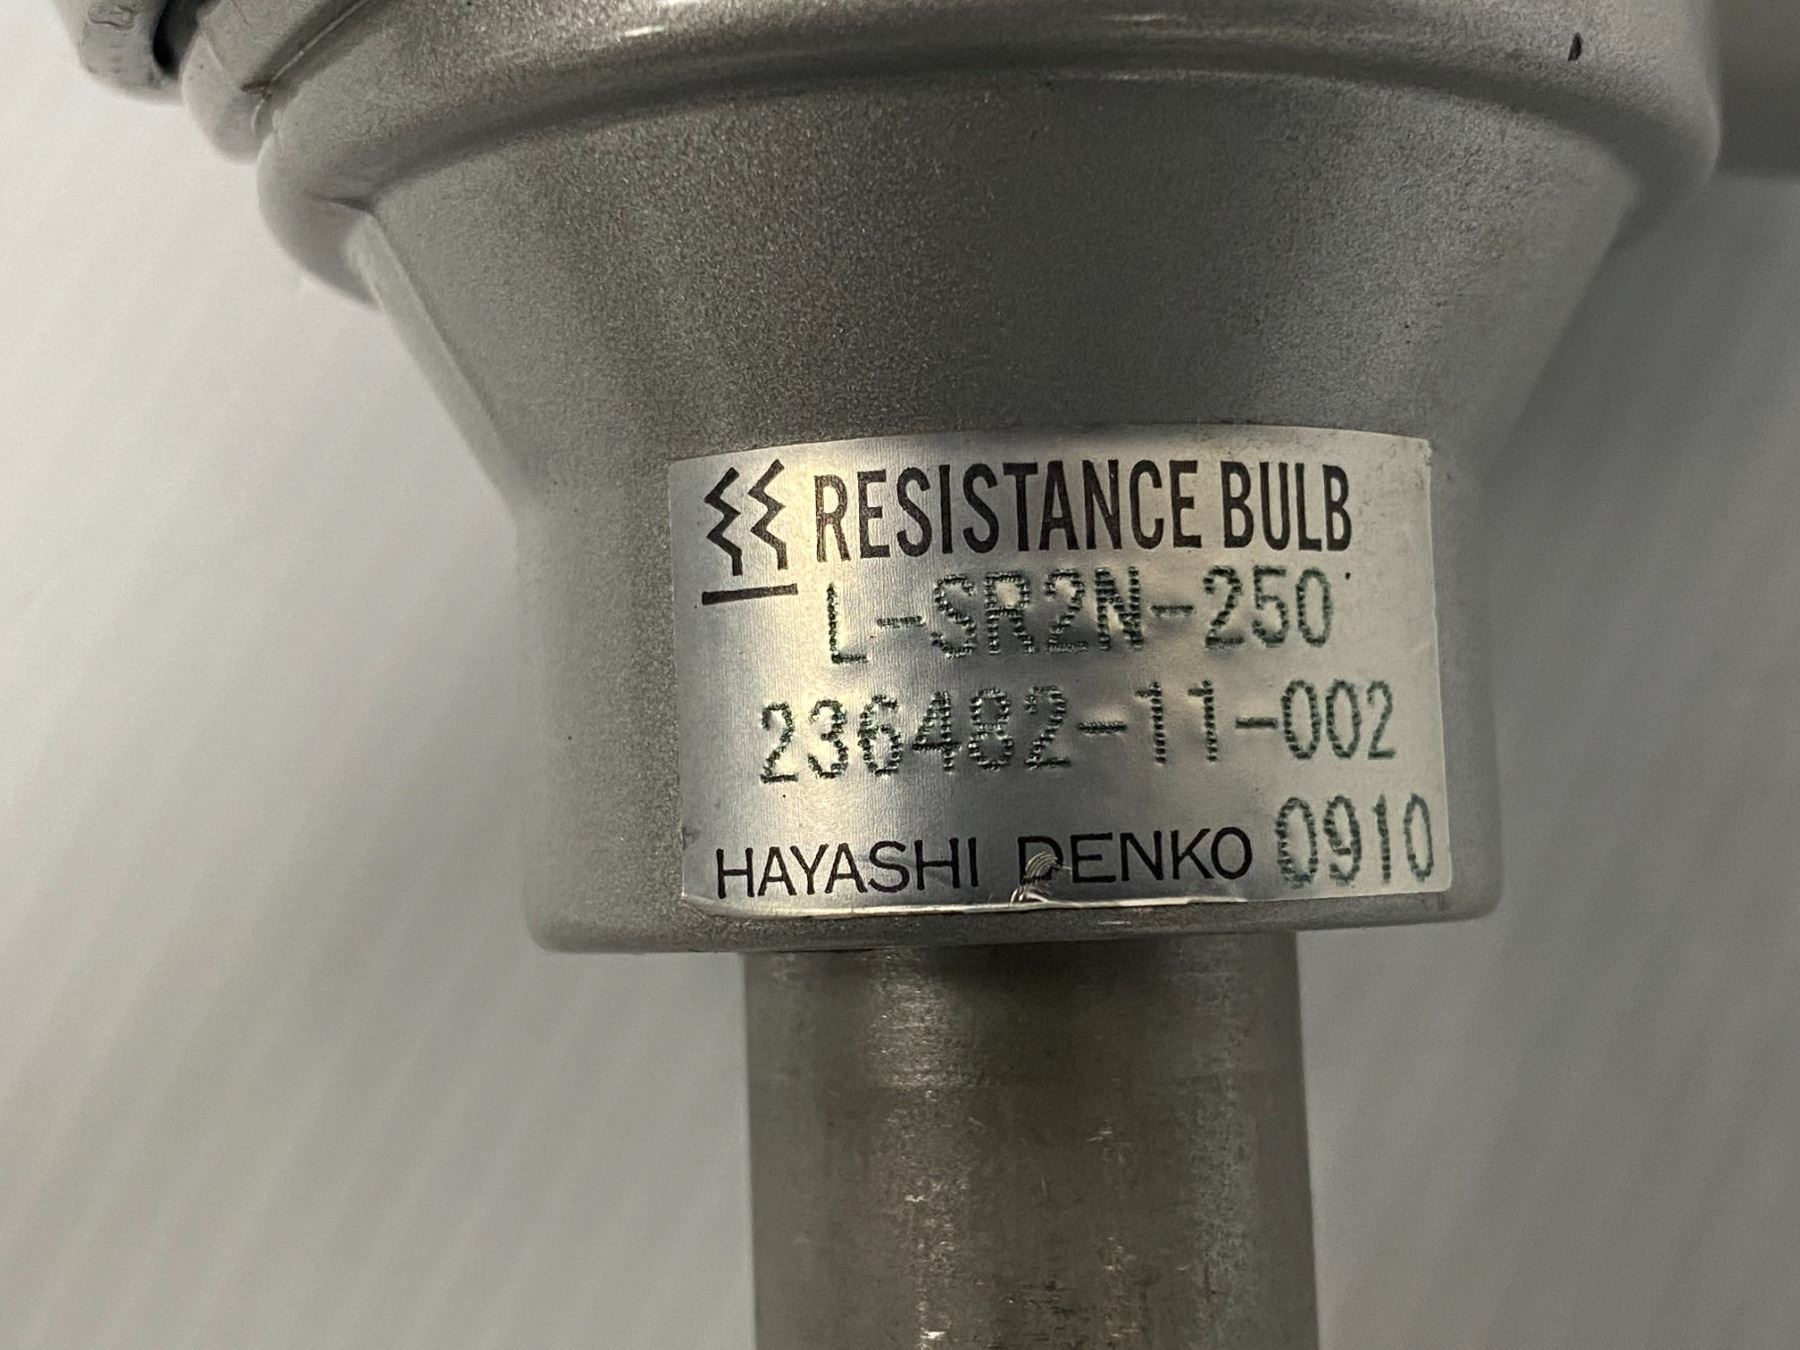 RESISTANCE BULB
L-SR2N-250
236482-11-002
HAYASHI DENKO 0910